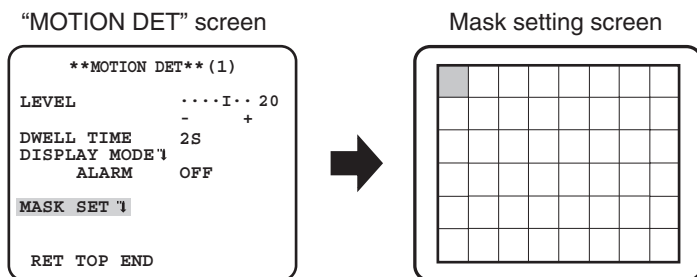 “MOTION DET” screen
Mask setting screen
**MOTION DET**(1)
LEVEL ····I·· 20
- +
DWELL TIME 2S
DISPLAY MODE
ALARM OFF
MASK SET
RET TOP END